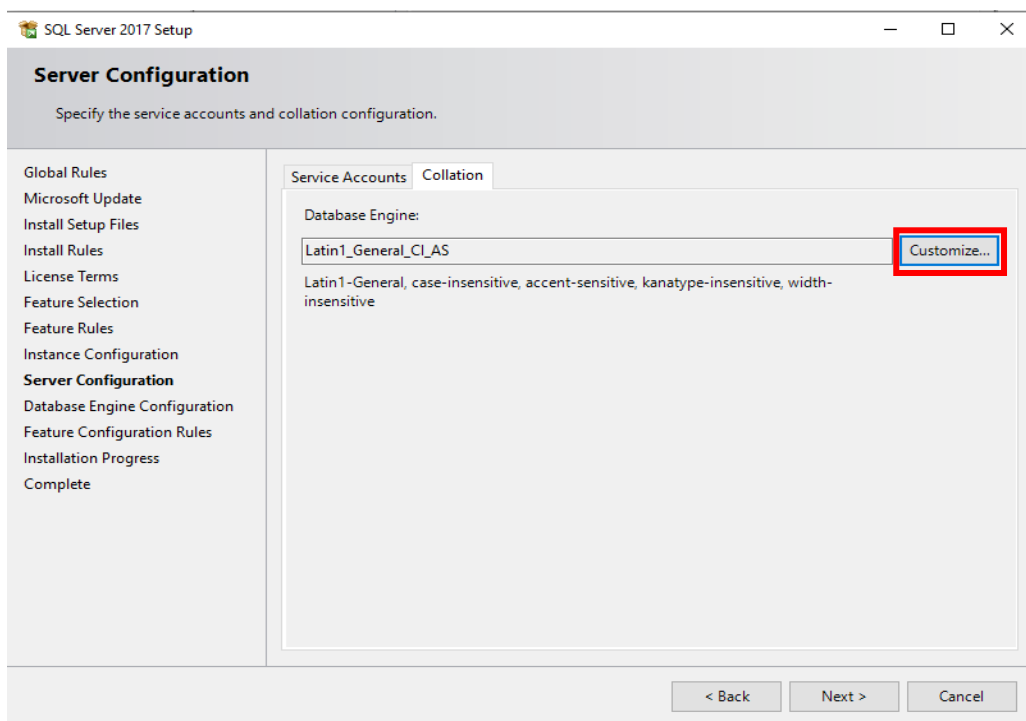 SQL Server 2017 Setup
Server Configuration
Specify the service accounts and collation configuration.
Global Rules
Microsoft Update
Install Setup Files
Install Rules
License Terms
Feature Selection
Feature Rules
Instance Configuration
Server Configuration
Database Engine Configuration
Feature Configuration Rules
Installation Progress
Complete
Service Accounts
Collation
Database Engine:
Latin1_General_CI_AS
Customize...
Latin1-General, case-insensitive, accent-sensitive, kanatype-insensitive, width-
insensitive
< Back
Next >
Cancel